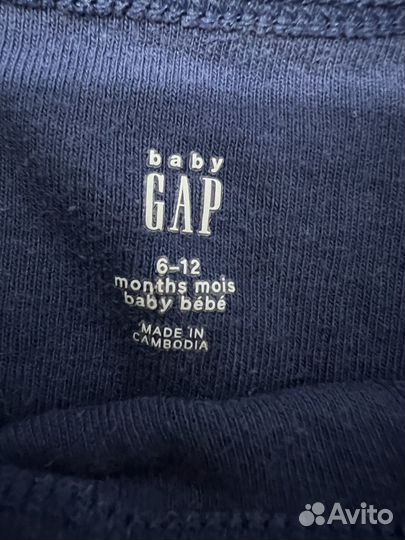 baby
GAP
6-12
months mois
baby bébé
MADE IN
CAMBODIA
Avito